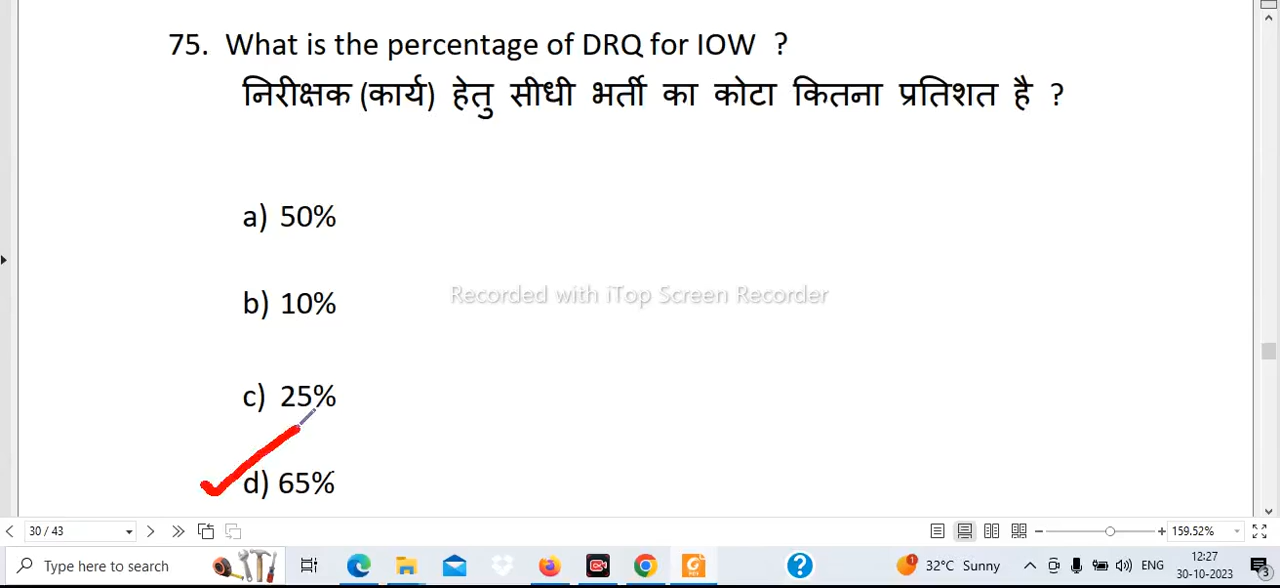 75. What is the percentage of DRQ for IOW ?
निरीक्षक (कार्य) हेतु सीधी भर्ती का कोटा कितना प्रतिशत है ?
a) 50%
b) 10%
Recorded with iTop Screen Recorder
c) 25%
d) 65%
30 / 43
159.52%
Type here to search
32°C Sunny
ENG
12:27
30-10-2023